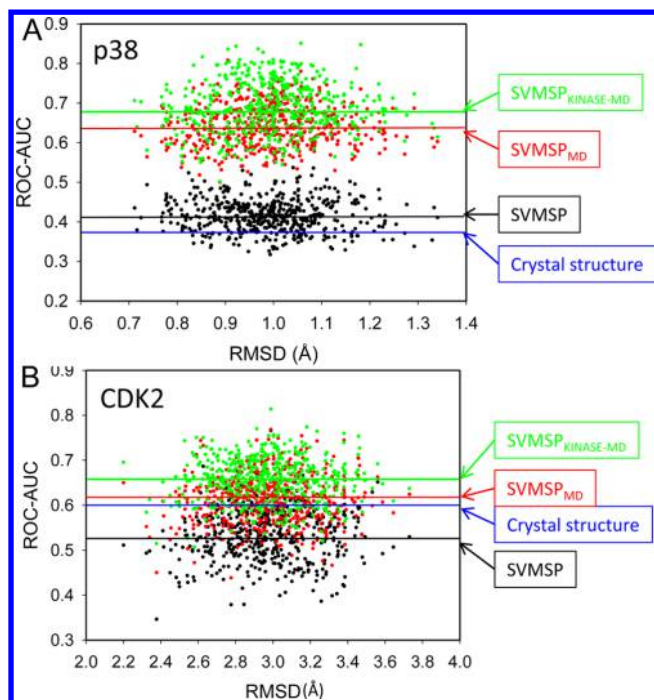 A
p38
ROC-AUC
0.9
0.8
0.7
0.6
0.5
0.4
0.3
0.2
0.6 0.7 0.8 0.9 1.0 1.1 1.2 1.3 1.4
RMSD (Å)
SVMSPKINASE-MD
SVMSPMD
SVMSP
Crystal structure
B
CDK2
ROC-AUC
0.9
0.8
0.7
0.6
0.5
0.4
0.3
2.0 2.2 2.4 2.6 2.8 3.0 3.2 3.4 3.6 3.8 4.0
RMSD(Å)
SVMSPKINASE-MD
SVMSPMD
Crystal structure
SVMSP